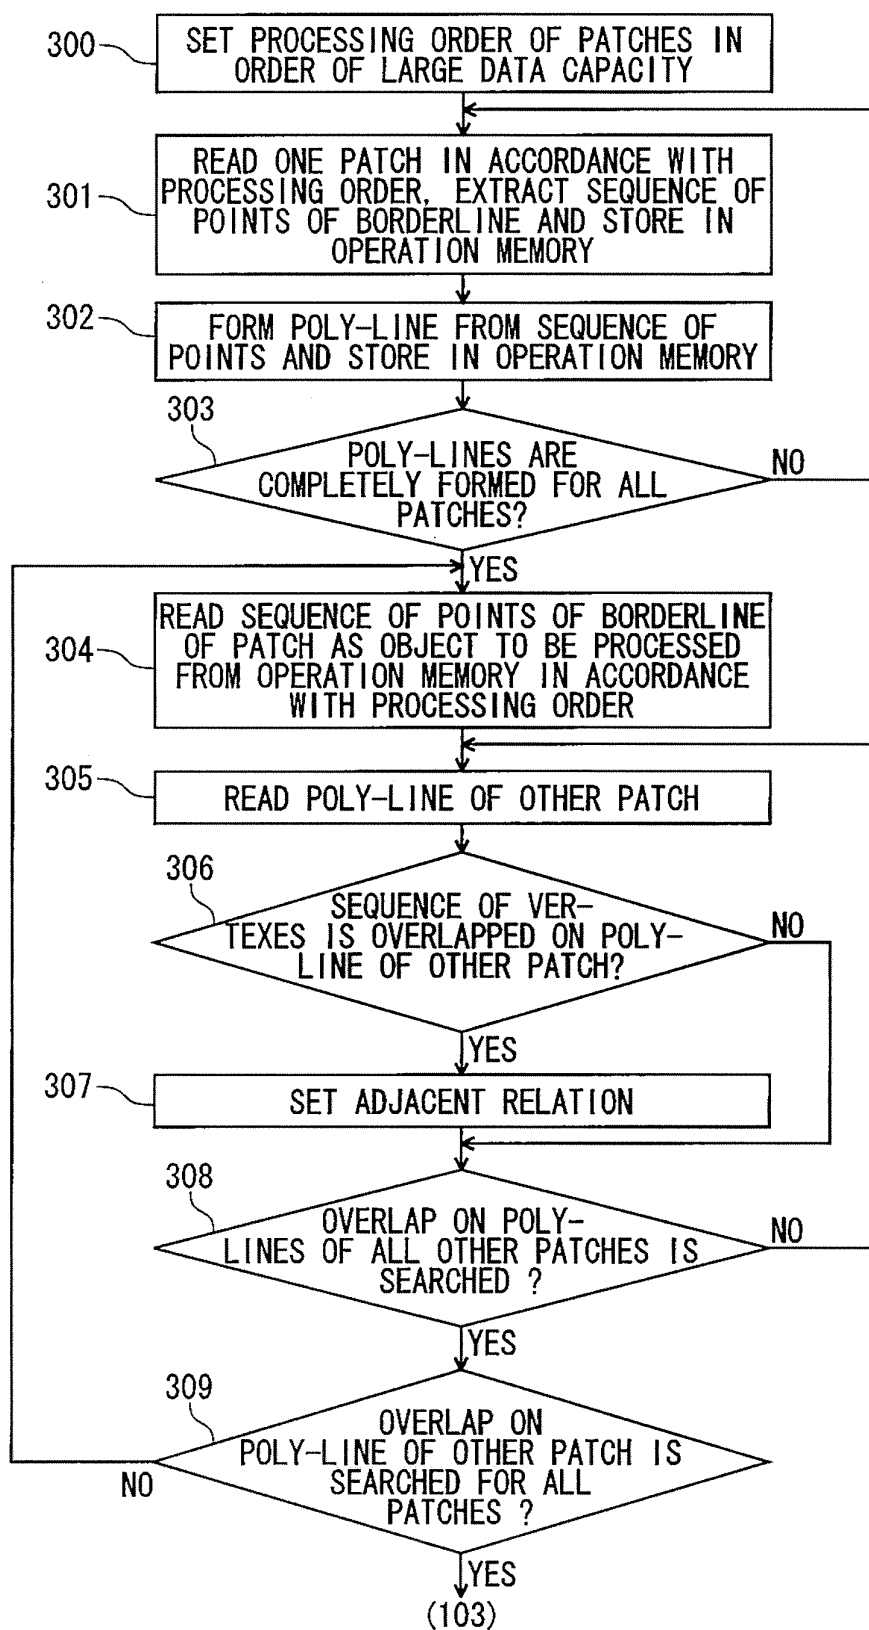 300
SET PROCESSING ORDER OF PATCHES IN
ORDER OF LARGE DATA CAPACITY
301
READ ONE PATCH IN ACCORDANCE WITH
PROCESSING ORDER, EXTRACT SEQUENCE OF
POINTS OF BORDERLINE AND STORE IN
OPERATION MEMORY
302
FORM POLY-LINE FROM SEQUENCE OF
POINTS AND STORE IN OPERATION MEMORY
303
POLY-LINES ARE
COMPLETELY FORMED FOR ALL
PATCHES?
NO
YES
304
READ SEQUENCE OF POINTS OF BORDERLINE
OF PATCH AS OBJECT TO BE PROCESSED
FROM OPERATION MEMORY IN ACCORDANCE
WITH PROCESSING ORDER
305
READ POLY-LINE OF OTHER PATCH
306
SEQUENCE OF VER-
TEXES IS OVERLAPPED ON POLY-
LINE OF OTHER PATCH?
NO
YES
307
SET ADJACENT RELATION
308
OVERLAP ON POLY-
LINES OF ALL OTHER PATCHES IS
SEARCHED ?
NO
YES
309
OVERLAP ON
POLY-LINE OF OTHER PATCH IS
SEARCHED FOR ALL
PATCHES ?
NO
YES
(103)